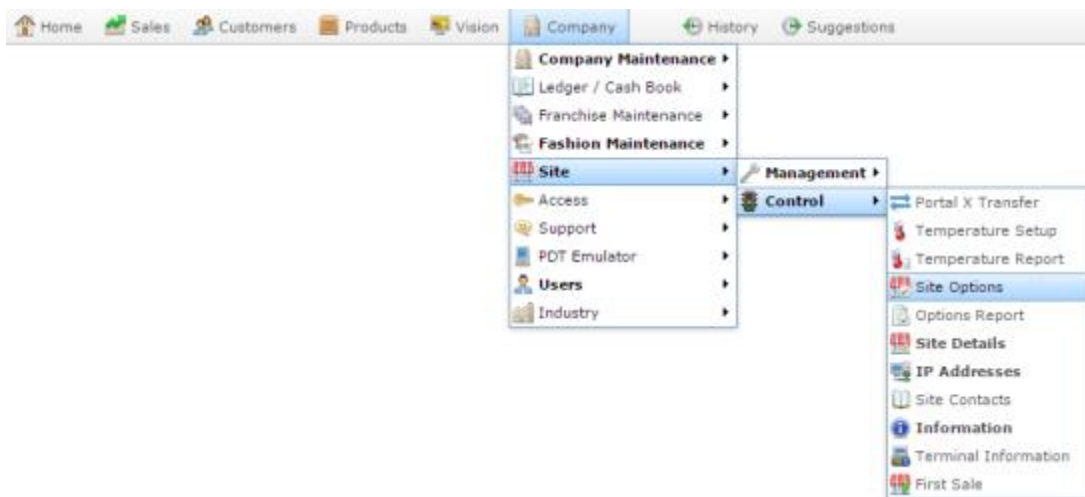 Home Sales Customers Products Vision Company History Suggestions
Company Maintenance
Ledger / Cash Book
Franchise Maintenance
Fashion Maintenance
Site
Access
Support
PDT Emulator
Users
Industry
Management
Control
Portal X Transfer
Temperature Setup
Temperature Report
Site Options
Options Report
Site Details
IP Addresses
Site Contacts
Information
Terminal Information
First Sale